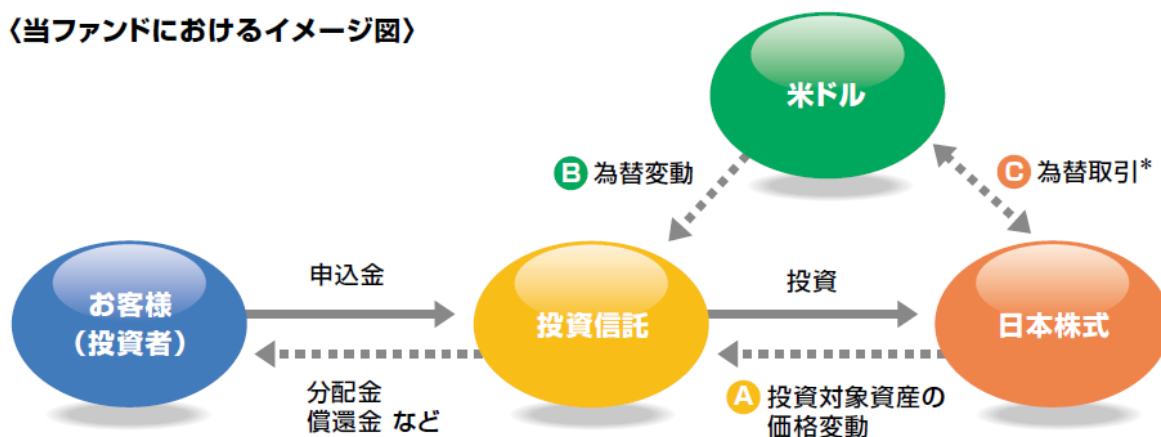 〈当ファンドにおけるイメージ図〉
米ドル
B 為替変動
C 為替取引*
お客様
（投資者）
申込金
投資信託
投資
日本株式
分配金
償還金 など
A 投資対象資産の
価格変動